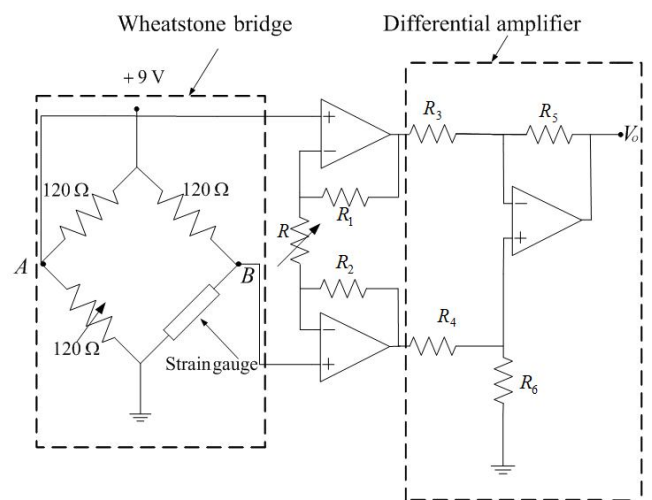 Wheatstone bridge
Differential amplifier
+9 V
120 Ω
120 Ω
A
B
120 Ω
Strain gauge
+
−
R
R₁
R₂
−
+
R₃
R₄
R₅
−
+
R₆
Vₒ